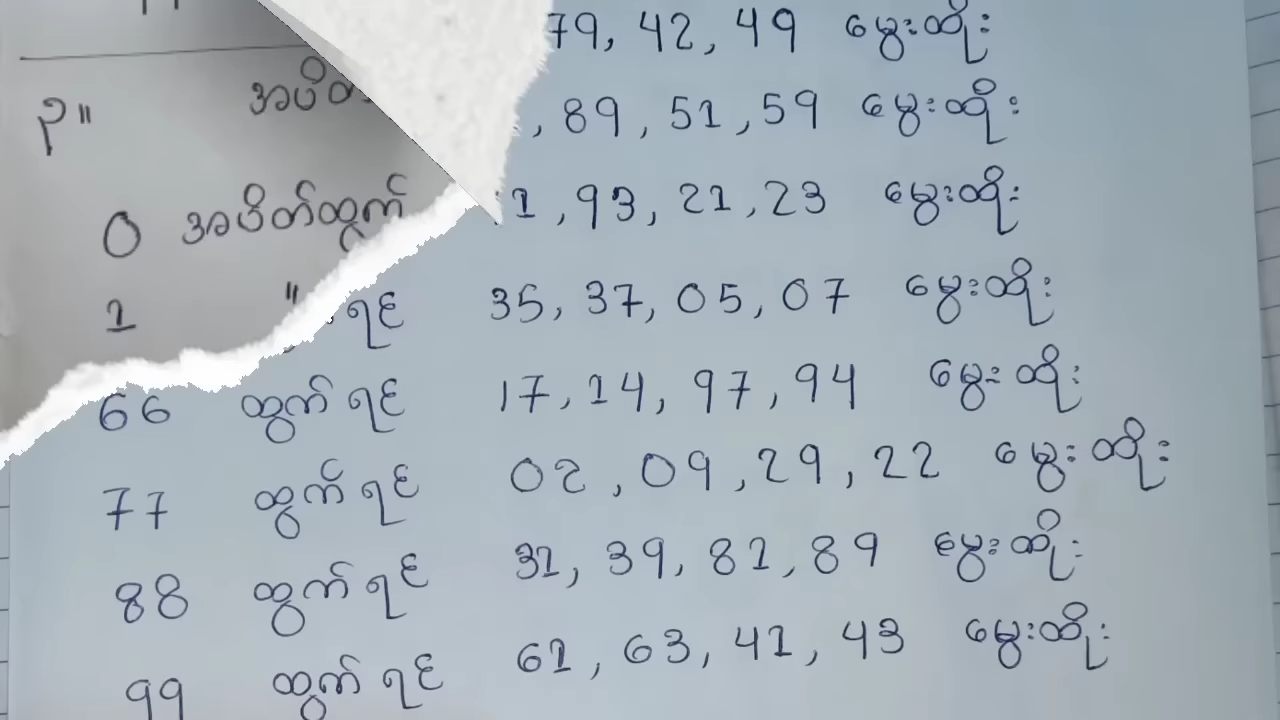 79, 42, 49 မွေးထိုး
အပိတ
89, 51, 59 မွေးထိုး
0 အပိတ်ထွက်
1, 93, 21, 23 မွေးထိုး
1 "
ရင် 35, 37, 05, 07 မွေးထိုး
66 ထွက် ရင် 17, 14, 97, 94 မွေးထိုး
77 ထွက် ရင် 02, 09, 29, 22 မွေးထိုး
88 ထွက် ရင် 31, 39, 81, 89 မွေးထိုး
99 ထွက် ရင် 61, 63, 41, 43 မွေးထိုး